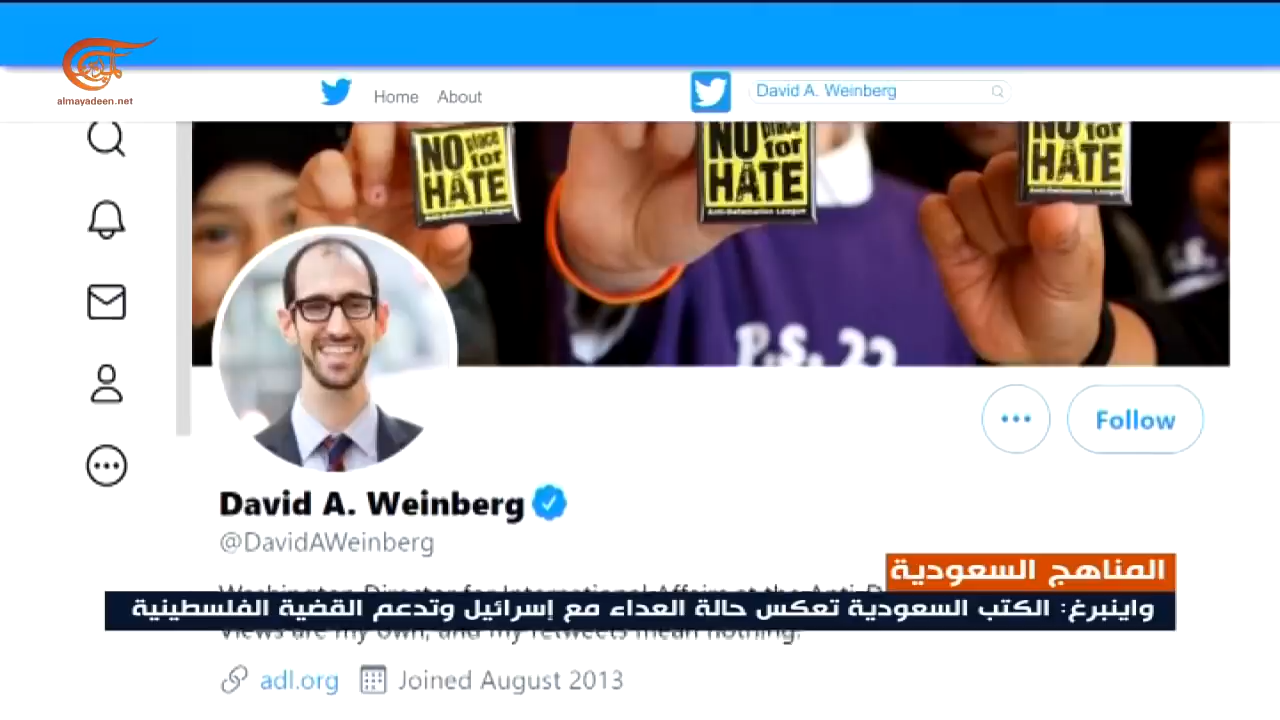 almayadeen.net
Home About
David A. Weinberg
NO place for HATE
Anti-Defamation League
NO place for HATE
Anti-Defamation League
NO for HATE
P.S. 22
Follow
David A. Weinberg
@DavidAWeinberg
المناهج السعودية
واينبرغ: الكتب السعودية تعكس حالة العداء مع إسرائيل وتدعم القضية الفلسطينية
Views are my own, and my retweets mean nothing.
adl.org Joined August 2013